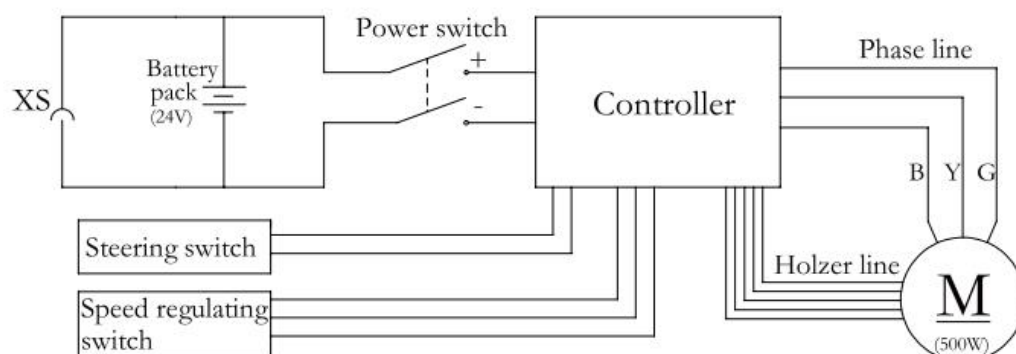 Power switch
+
-
XS
Battery
pack
(24V)
Controller
Phase line
B Y G
Steering switch
Speed regulating
switch
Holzer line
M
(500W)